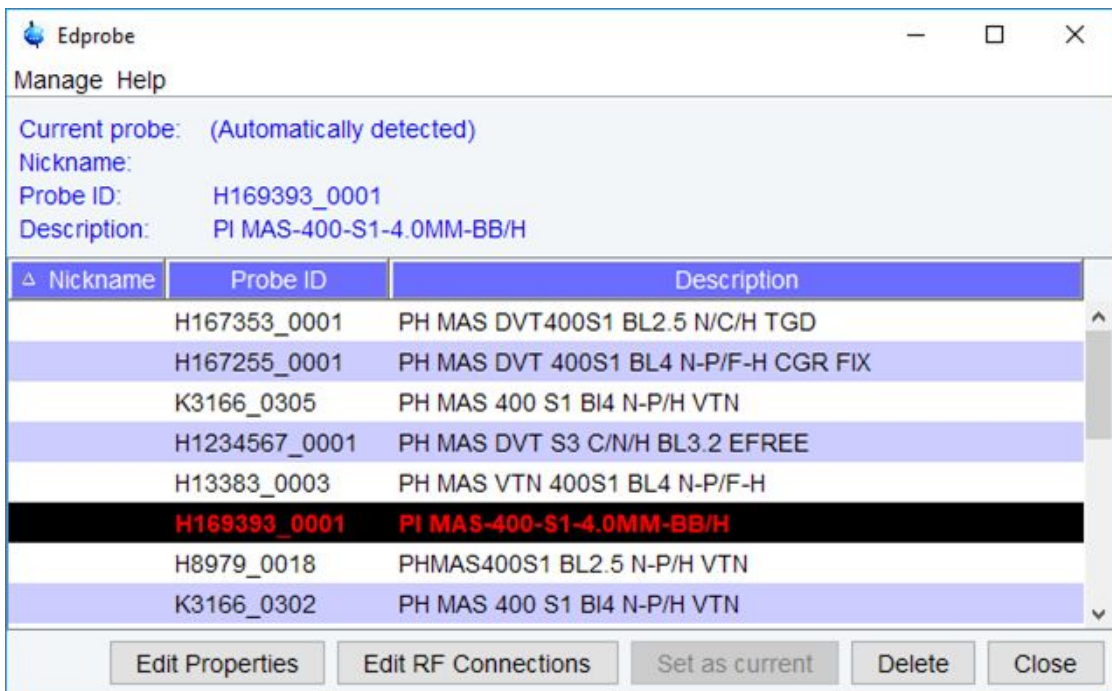 Edprobe
Manage Help
Current probe: (Automatically detected)
Nickname:
Probe ID: H169393_0001
Description: PI MAS-400-S1-4.0MM-BB/H
Nickname Probe ID Description
H167353_0001 PH MAS DVT400S1 BL2.5 N/C/H TGD
H167255_0001 PH MAS DVT 400S1 BL4 N-P/F-H CGR FIX
K3166_0305 PH MAS 400 S1 Bl4 N-P/H VTN
H1234567_0001 PH MAS DVT S3 C/N/H BL3.2 EFREE
H13383_0003 PH MAS VTN 400S1 BL4 N-P/F-H
H169393_0001 PI MAS-400-S1-4.0MM-BB/H
H8979_0018 PHMAS400S1 BL2.5 N-P/H VTN
K3166_0302 PH MAS 400 S1 Bl4 N-P/H VTN
Edit Properties Edit RF Connections Set as current Delete Close